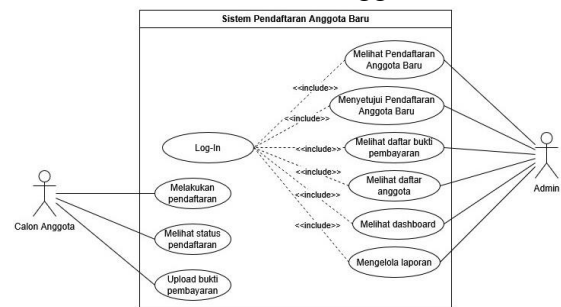 Sistem Pendaftaran Anggota Baru
Melihat Pendaftaran
Anggota Baru
<<include>>
Menyetujui Pendaftaran
Anggota Baru
<<include>>
Log-In
<<include>>
Melihat daftar bukti
pembayaran
<<include>>
Melihat daftar
anggota
Admin
Melakukan
pendaftaran
<<include>>
Melihat dashboard
Calon Anggota
Melihat status
pendaftaran
<<include>>
Mengelola laporan
Upload bukti
pembayaran